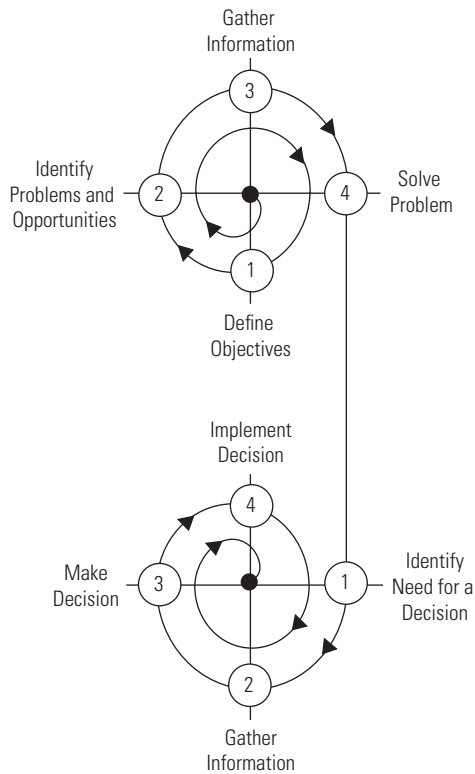 Gather
Information
3
Identify
Problems and
Opportunities
2
4
Solve
Problem
1
Define
Objectives
Implement
Decision
4
Make
Decision
3
1
Identify
Need for a
Decision
2
Gather
Information